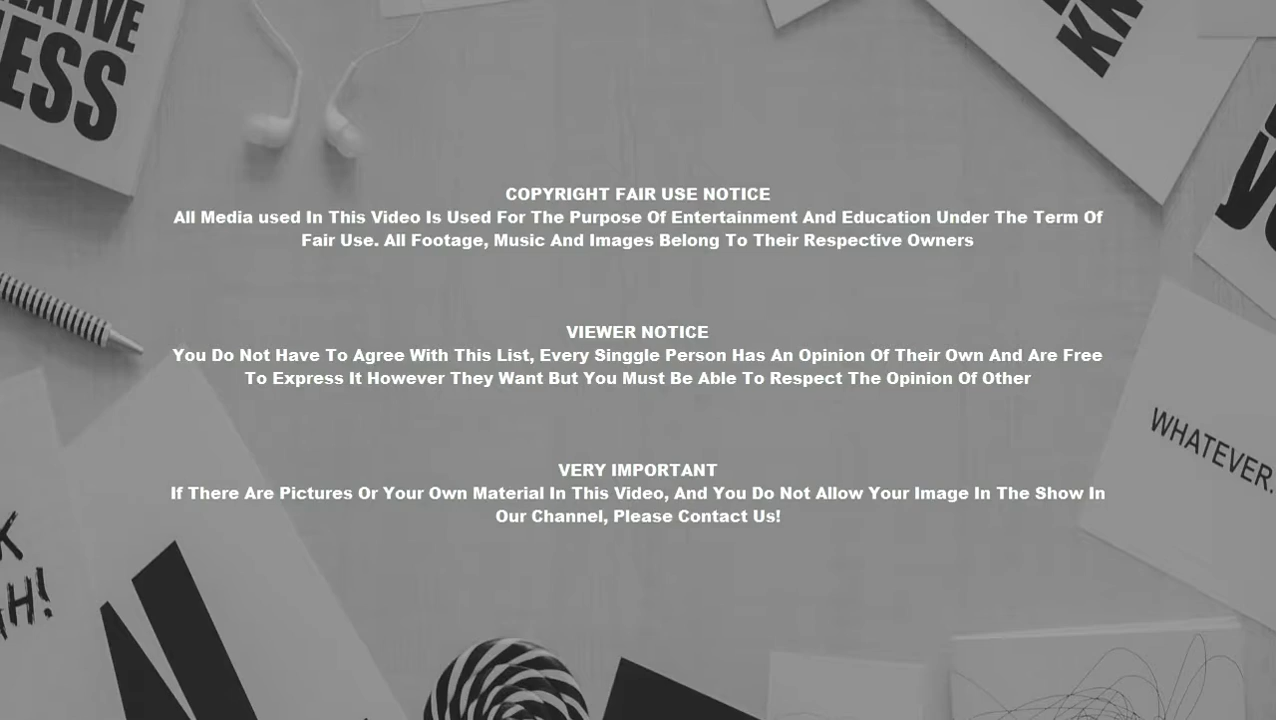 ESS
COPYRIGHT FAIR USE NOTICE
All Media used In This Video Is Used For The Purpose Of Entertainment And Education Under The Term Of
Fair Use. All Footage, Music And Images Belong To Their Respective Owners
VIEWER NOTICE
You Do Not Have To Agree With This List, Every Singgle Person Has An Opinion Of Their Own And Are Free
To Express It However They Want But You Must Be Able To Respect The Opinion Of Other
WHATEVER.
VERY IMPORTANT
If There Are Pictures Or Your Own Material In This Video, And You Do Not Allow Your Image In The Show In
Our Channel, Please Contact Us!